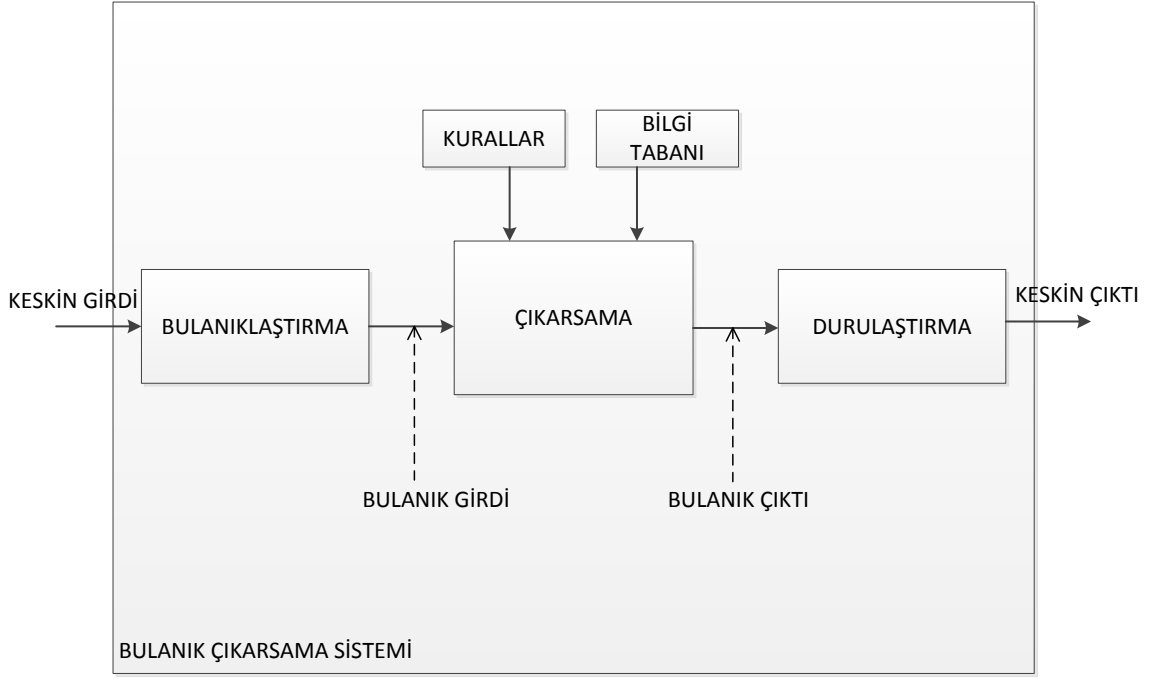 KURALLAR
BİLGİ
TABANI
KESKİN GİRDİ
BULANIKLAŞTIRMA
ÇIKARSAMA
DURULAŞTIRMA
KESKİN ÇIKTI
BULANIK GİRDİ
BULANIK ÇIKTI
BULANIK ÇIKARSAMA SİSTEMİ